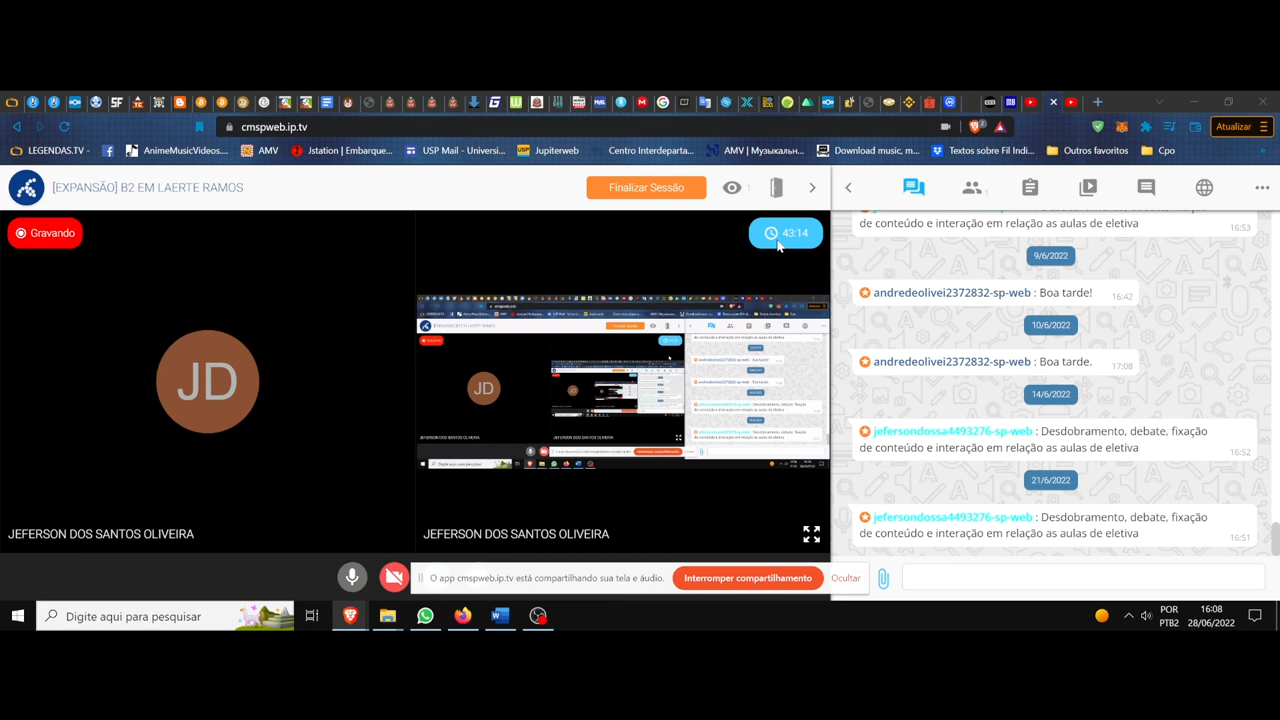 cmspweb.ip.tv
Atualizar
LEGENDAS.TV -
AnimeMusicVideos....
AMV
Jstation | Embarque...
USP Mail - Universi...
Jupiterweb
Centro Interdeparta...
AMV | Музыкальн...
Download music, m...
Textos sobre Fil Indi...
Outros favoritos
Cpo
[EXPANSÃO] B2 EM LAERTE RAMOS
Finalizar Sessão
1
1
Gravando
43:14
JD
JEFERSON DOS SANTOS OLIVEIRA
JD
JEFERSON DOS SANTOS OLIVEIRA
de conteúdo e interação em relação as aulas de eletiva
16:53
9/6/2022
andredeolivei2372832-sp-web : Boa tarde!
16:42
10/6/2022
andredeolivei2372832-sp-web : Boa tarde.
17:08
14/6/2022
jefersondossa4493276-sp-web : Desdobramento, debate, fixação
de conteúdo e interação em relação as aulas de eletiva
16:52
21/6/2022
jefersondossa4493276-sp-web : Desdobramento, debate, fixação
de conteúdo e interação em relação as aulas de eletiva
16:51
O app cmspweb.ip.tv está compartilhando sua tela e áudio.
Interromper compartilhamento
Ocultar
Digite aqui para pesquisar
POR
PTB2
16:08
28/06/2022